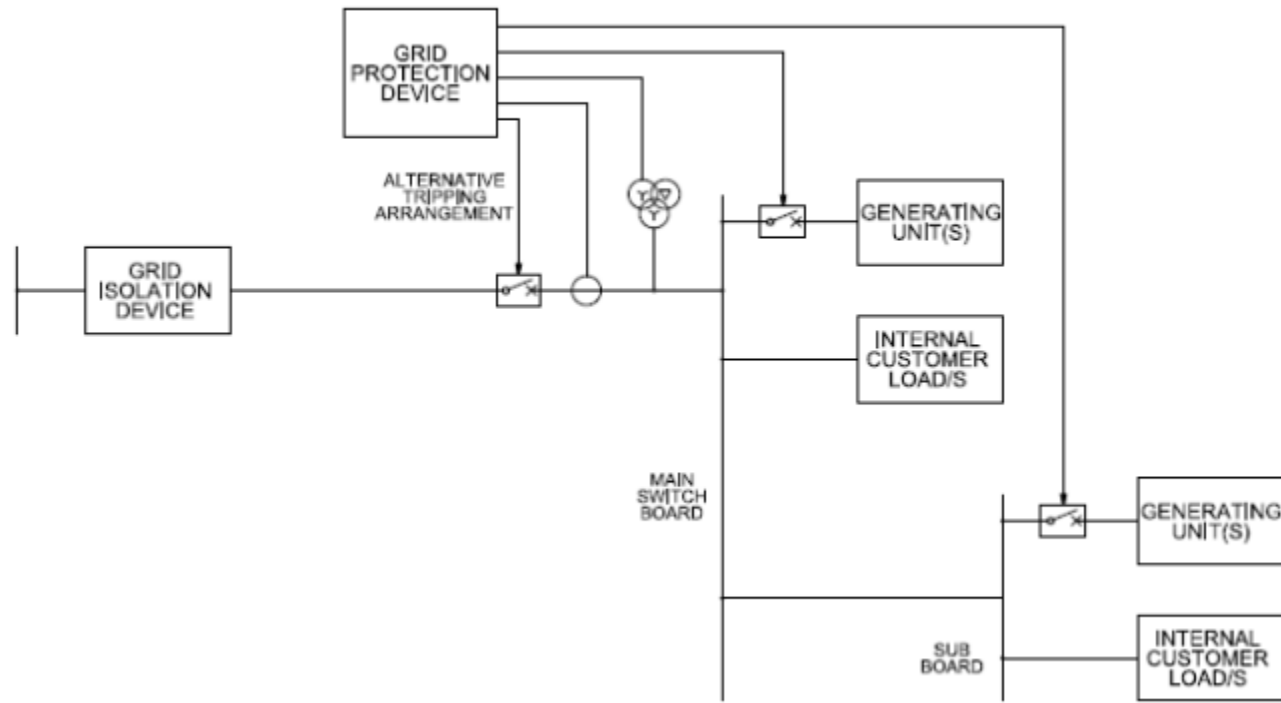 GRID
PROTECTION
DEVICE
ALTERNATIVE
TRIPPING
ARRANGEMENT
GENERATING
UNIT(S)
GRID
ISOLATION
DEVICE
INTERNAL
CUSTOMER
LOAD/S
MAIN
SWITCH
BOARD
GENERATING
UNIT(S)
SUB
BOARD
INTERNAL
CUSTOMER
LOAD/S